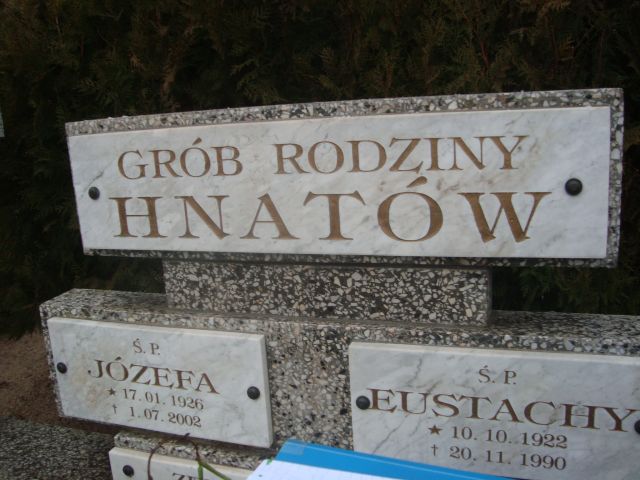 GRÓB RODZINY
HNATÓW
Ś. P.
JÓZEFA
★ 17. 01. 1926
† 1. 07. 2002
Ś. P.
EUSTACHY
★ 10. 10. 1922
† 20. 11. 1990